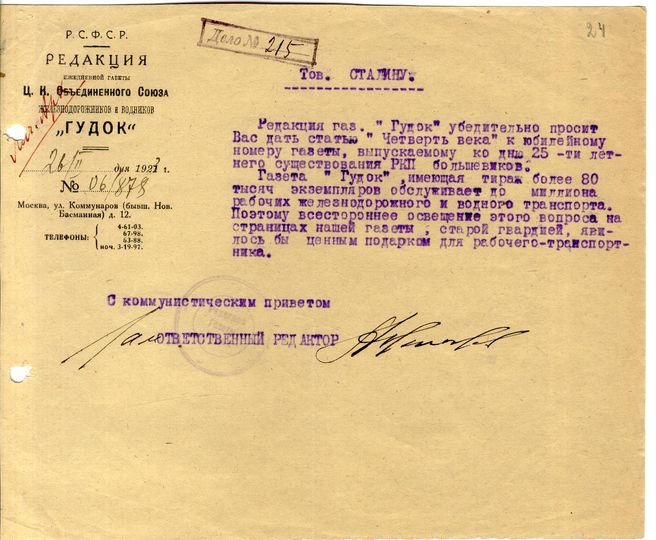 24
Р. С. Ф. С. Р.
РЕДАКЦИЯ
ЕЖЕДНЕВНОЙ ГАЗЕТЫ
Ц. К. Объединенного Союза
ЖЕЛЕЗНОДОРОЖНИКОВ и ВОДНИКОВ
„ГУДОК“
26/II дня 1923 г.
№ 06/878
Москва, ул. Коммунаров (бывш. Нов.
Басманная) д. 12.
ТЕЛЕФОНЫ:
4-61-03.
67-98.
63-88.
ноч. 3-19-97.
Дело № 215
Тов. СТАЛИНУ.
Редакция газ. "Гудок" убедительно просит
Вас дать статью " Четверть века" к юбилейному
номеру газеты, выпускаемому ко дню 25 -ти лет-
него существования РКП большевиков.
Газета " Гудок" ,имеющая тираж более 80
тысяч экземпляров обслуживает до миллиона
рабочих железнодорожного и водного транспорта.
Поэтому всестороннее освещение этого вопроса на
страницах нашей газеты , старой гвардией, яви-
лось бы ценным подарком для рабочего-транспорт-
ника.
С коммунистическим приветом
Зам ОТВЕТСТВЕННЫЙ РЕДАКТОР